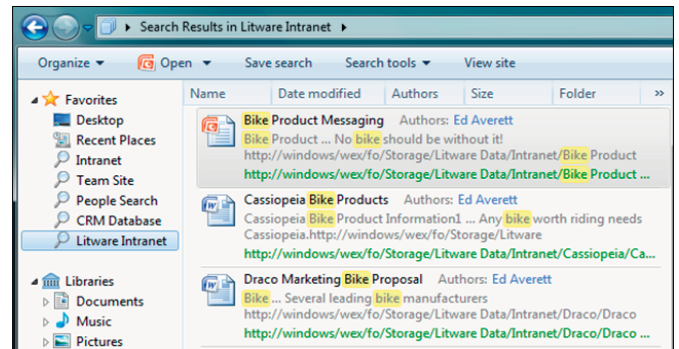 Search Results in Litware Intranet
Organize Open Save search Search tools View site
Favorites
Desktop
Recent Places
Intranet
Team Site
People Search
CRM Database
Litware Intranet
Libraries
Documents
Music
Pictures
Name Date modified Authors Size Folder »
Bike Product Messaging Authors: Ed Averett
Bike Product ... No bike should be without it!
http://windows/wex/fo/Storage/Litware Data/Intranet/Bike Product
http://windows/wex/fo/Storage/Litware Data/Intranet/Bike Product ...
Cassiopeia Bike Products Authors: Ed Averett
Cassiopeia Bike Product Information1 ... Any bike worth riding needs
Cassiopeia.http://windows/wex/fo/Storage/Litware
http://windows/wex/fo/Storage/Litware Data/Intranet/Cassiopeia/Ca...
Draco Marketing Bike Proposal Authors: Ed Averett
Bike ... Several leading bike manufacturers
http://windows/wex/fo/Storage/Litware Data/Intranet/Draco/Draco
http://windows/wex/fo/Storage/Litware Data/Intranet/Draco/Draco ...